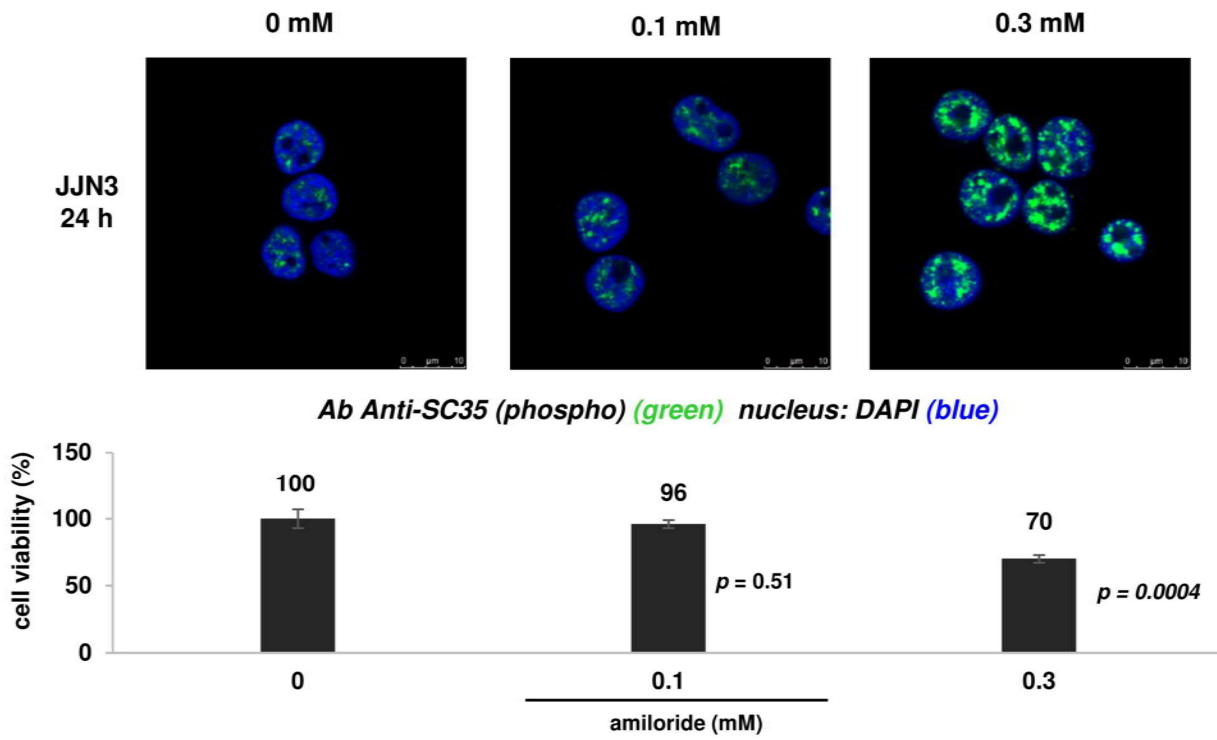 0 mM
0.1 mM
0.3 mM
JJN3
24 h
0 µm 10
0 µm 10
0 µm 10
Ab Anti-SC35 (phospho) (green) nucleus: DAPI (blue)
cell viability (%)
150
100
50
0
100
96
70
p = 0.51
p = 0.0004
0
0.1
0.3
amiloride (mM)